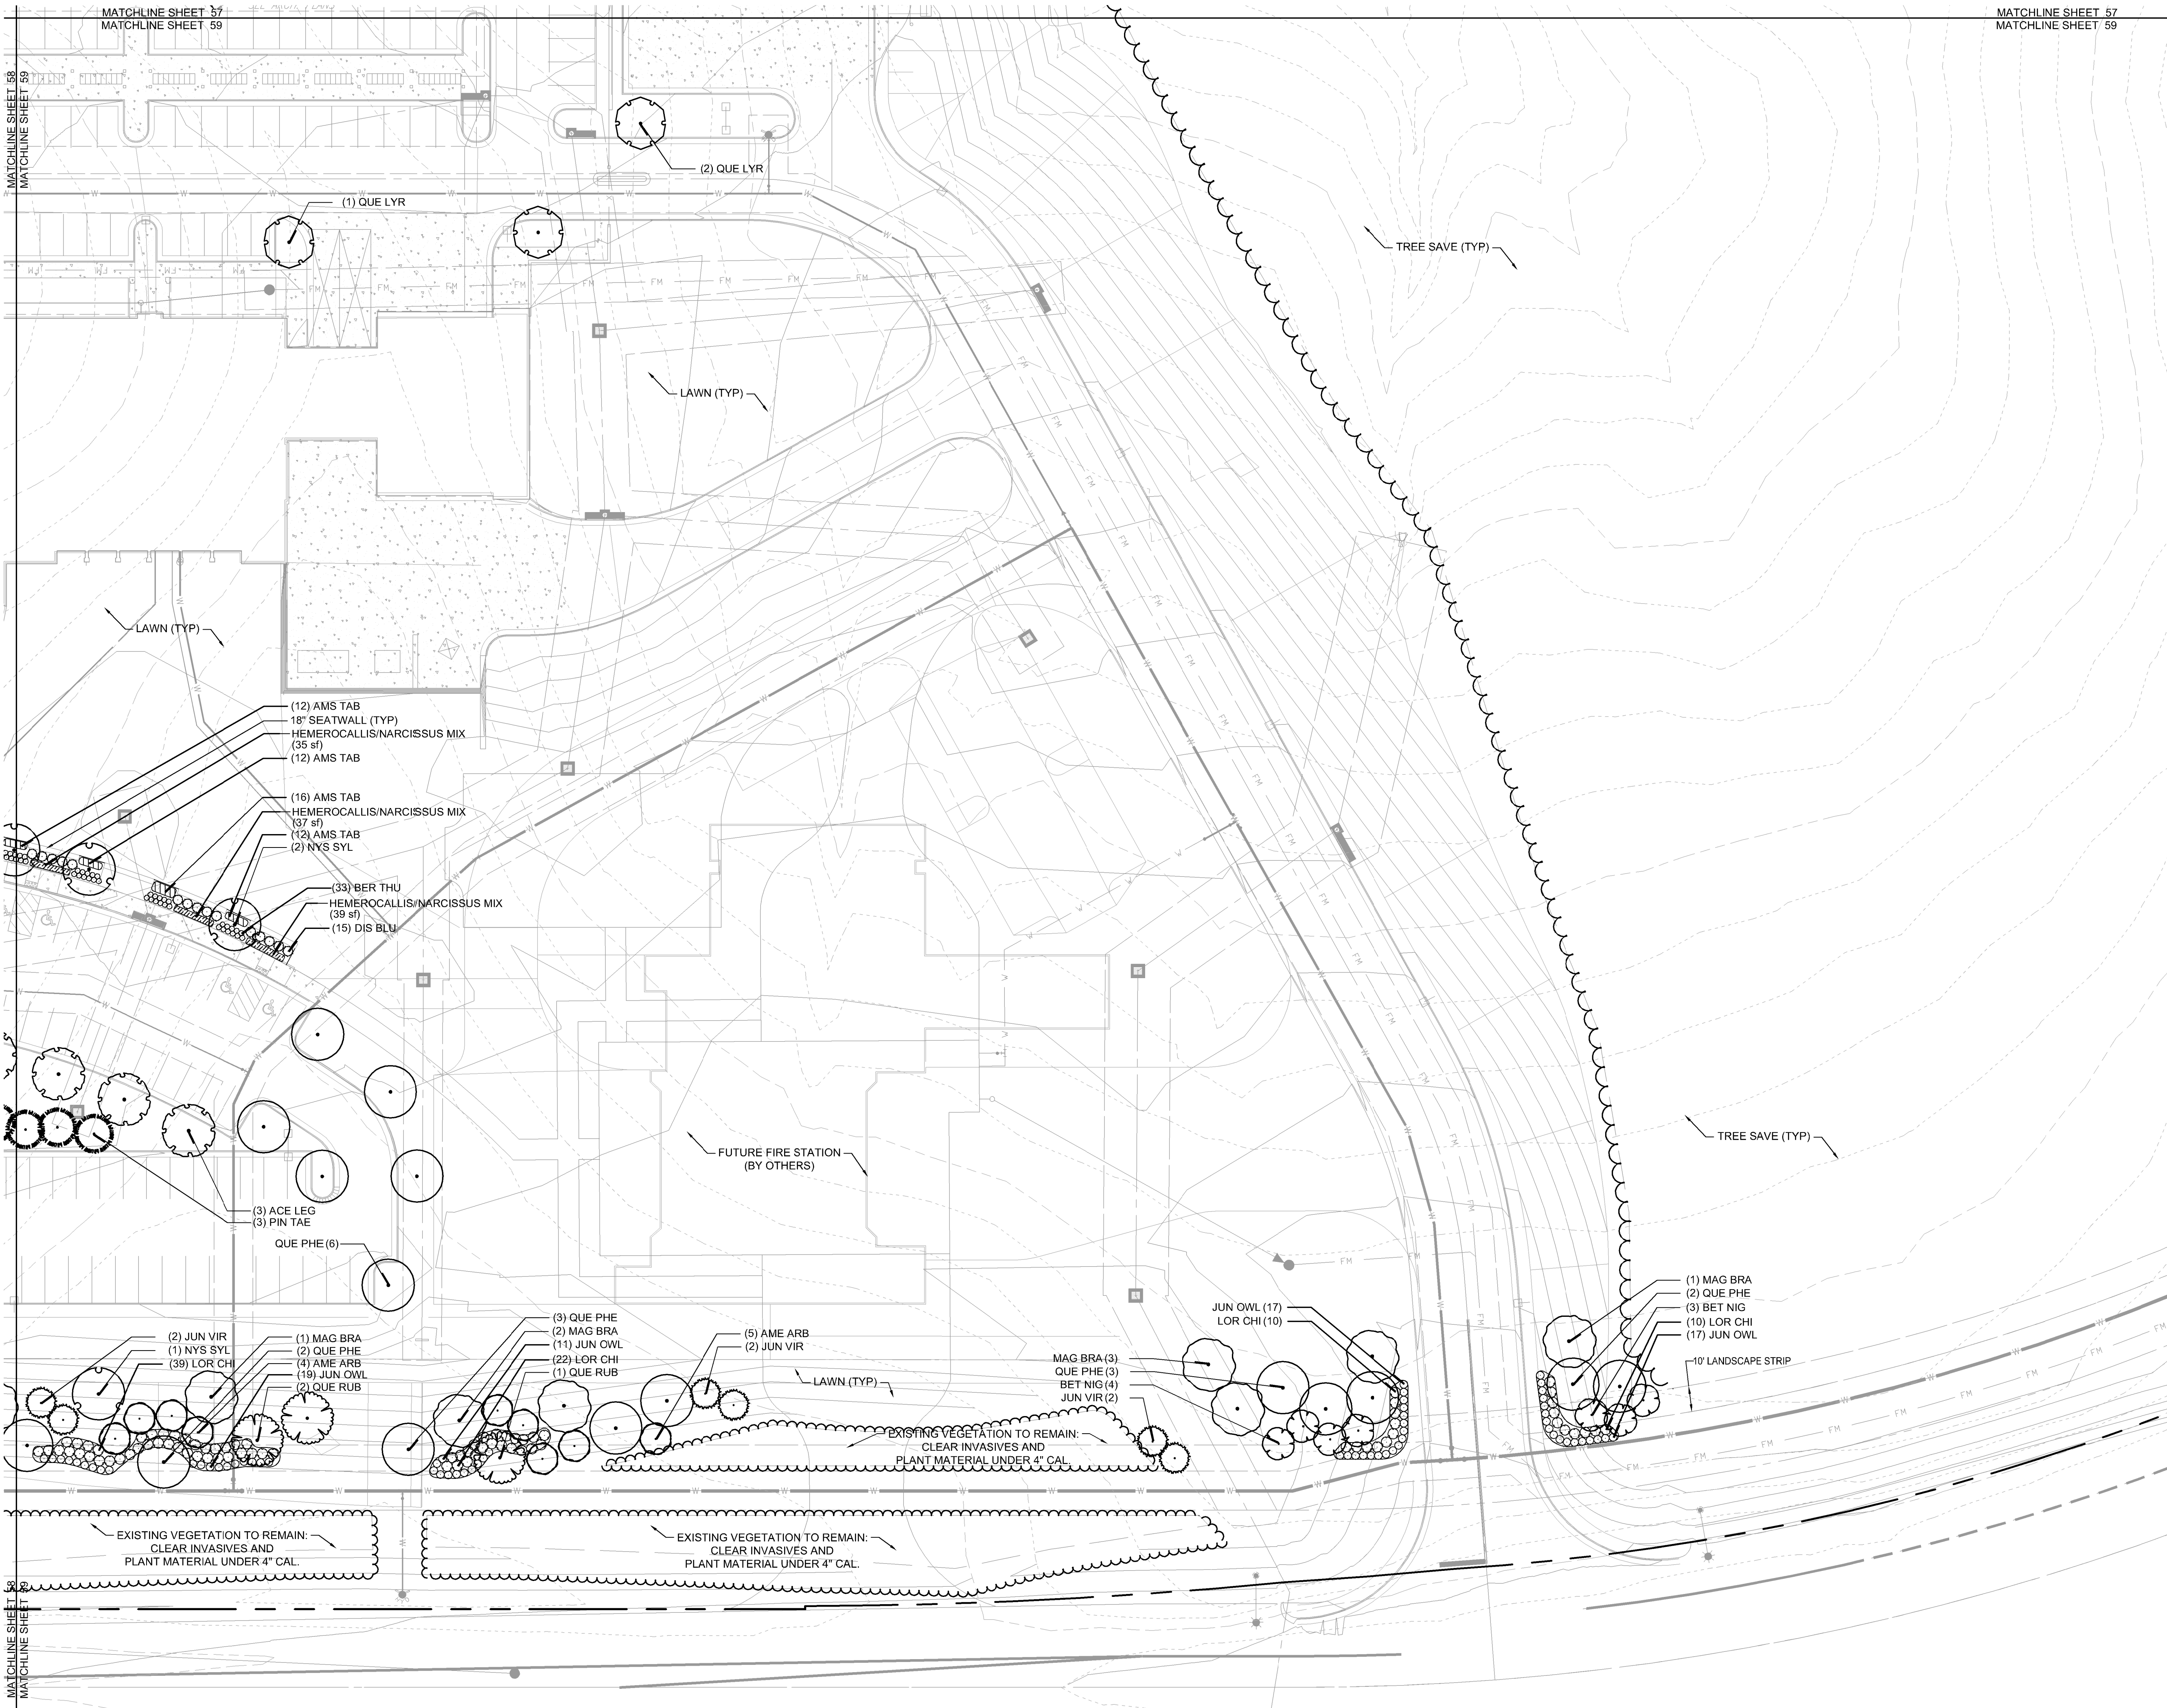 SEE ARCH PLANS
MATCHLINE SHEET 57
MATCHLINE SHEET 59
MATCHLINE SHEET 57
MATCHLINE SHEET 59
MATCHLINE SHEET 58
MATCHLINE SHEET 59
(2) QUE LYR
(1) QUE LYR
TREE SAVE (TYP)
LAWN (TYP)
LAWN (TYP)
(12) AMS TAB
18" SEATWALL (TYP)
HEMEROCALLIS/NARCISSUS MIX
(35 sf)
(12) AMS TAB
(16) AMS TAB
HEMEROCALLIS/NARCISSUS MIX
(37 sf)
(12) AMS TAB
(2) NYS SYL
(33) BER THU
HEMEROCALLIS/NARCISSUS MIX
(39 sf)
(15) DIS BLU
TREE SAVE (TYP)
FUTURE FIRE STATION
(BY OTHERS)
(3) ACE LEG
(3) PIN TAE
QUE PHE (6)
(2) JUN VIR
(1) NYS SYL
(39) LOR CHI
(1) MAG BRA
(2) QUE PHE
(4) AME ARB
(19) JUN OWL
(2) QUE RUB
(3) QUE PHE
(2) MAG BRA
(11) JUN OWL
(22) LOR CHI
(1) QUE RUB
(5) AME ARB
(2) JUN VIR
LAWN (TYP)
JUN OWL (17)
LOR CHI (10)
MAG BRA (3)
QUE PHE (3)
BET NIG (4)
JUN VIR (2)
(1) MAG BRA
(2) QUE PHE
(3) BET NIG
(10) LOR CHI
(17) JUN OWL
10' LANDSCAPE STRIP
EXISTING VEGETATION TO REMAIN:
CLEAR INVASIVES AND
PLANT MATERIAL UNDER 4" CAL.
EXISTING VEGETATION TO REMAIN:
CLEAR INVASIVES AND
PLANT MATERIAL UNDER 4" CAL.
EXISTING VEGETATION TO REMAIN:
CLEAR INVASIVES AND
PLANT MATERIAL UNDER 4" CAL.
MATCHLINE SHEET 58
MATCHLINE SHEET 59